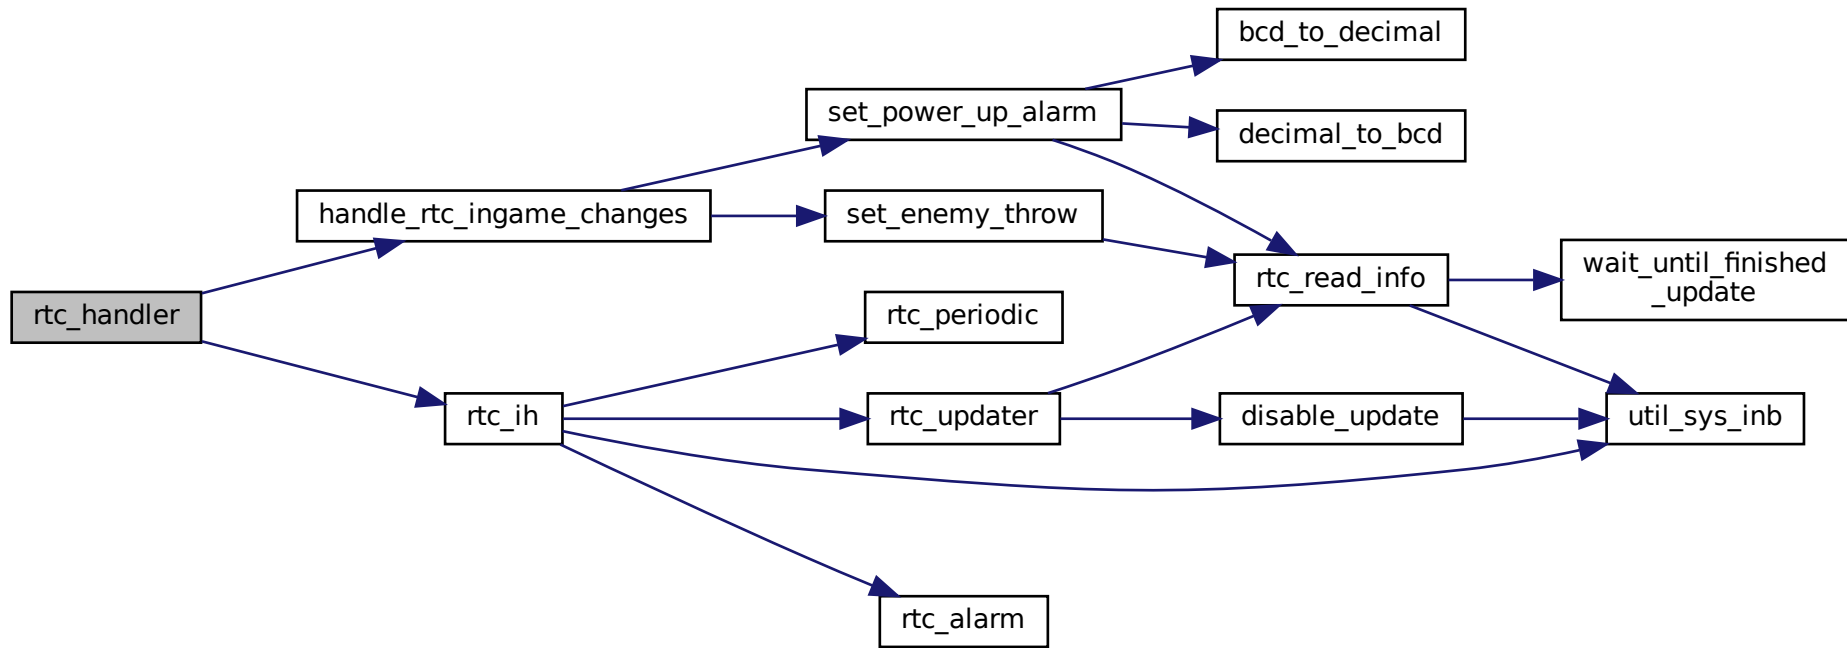 bcd_to_decimal
set_power_up_alarm
decimal_to_bcd
handle_rtc_ingame_changes
set_enemy_throw
rtc_read_info
wait_until_finished
_update
rtc_handler
rtc_periodic
rtc_ih
rtc_updater
disable_update
util_sys_inb
rtc_alarm